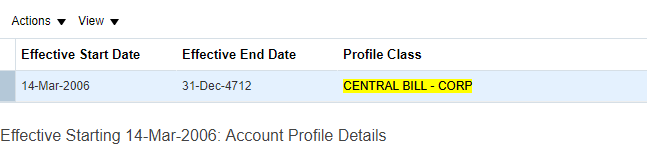 Actions View
Effective Start Date Effective End Date Profile Class
14-Mar-2006 31-Dec-4712 CENTRAL BILL - CORP
Effective Starting 14-Mar-2006: Account Profile Details